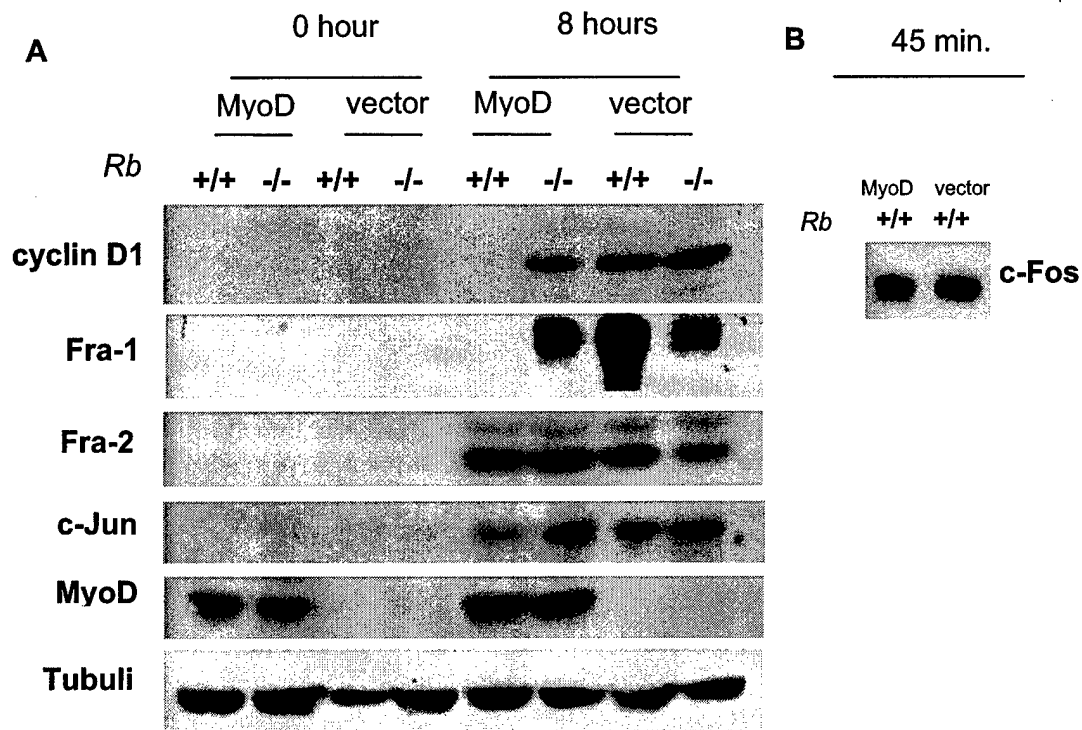 A
0 hour
8 hours
MyoD vector MyoD vector
Rb +/+ -/- +/+ -/- +/+ -/- +/+ -/-
cyclin D1
Fra-1
Fra-2
c-Jun
MyoD
Tubuli
B
45 min.
MyoD vector
Rb +/+ +/+
c-Fos